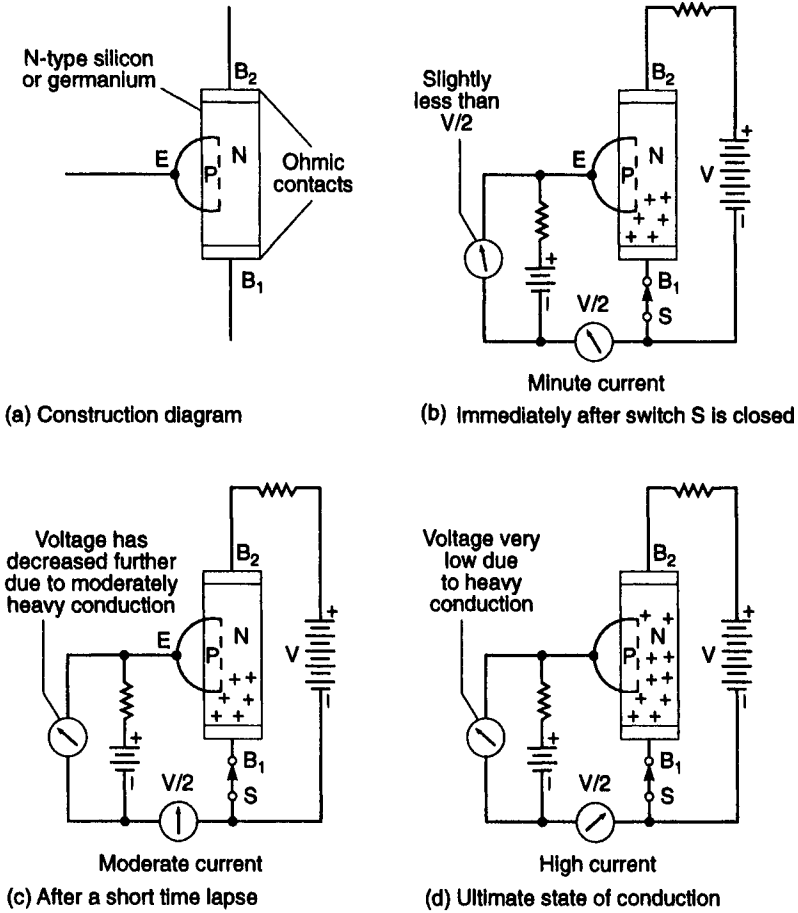 N-type silicon
or germanium
B2
E
P
N
Ohmic
contacts
B1
(a) Construction diagram
Slightly
less than
V/2
B2
E
P
N
+ +
+ +
+ + +
V
+
+
B1
V/2
S
Minute current
(b) Immediately after switch S is closed
Voltage has
decreased further
due to moderately
heavy conduction
B2
E
P
N
+ +
+ + +
+ +
V
+
+
B1
V/2
S
Moderate current
(c) After a short time lapse
Voltage very
low due
to heavy
conduction
B2
+ +
P
N
+ +
+ +
+ + +
+ +
V
+
+
B1
V/2
S
High current
(d) Ultimate state of conduction